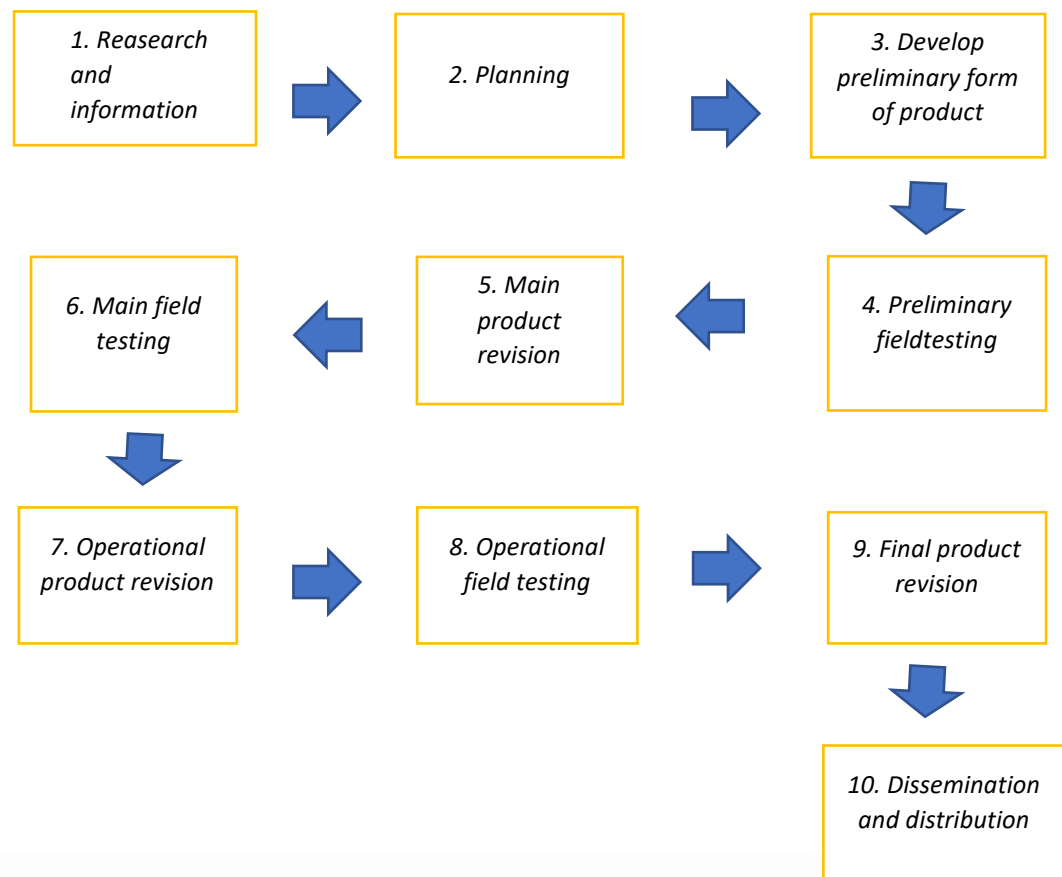 1. Reasearch
and
information
2. Planning
3. Develop
preliminary form
of product
4. Preliminary
fieldtesting
5. Main
product
revision
6. Main field
testing
7. Operational
product revision
8. Operational
field testing
9. Final product
revision
10. Dissemination
and distribution